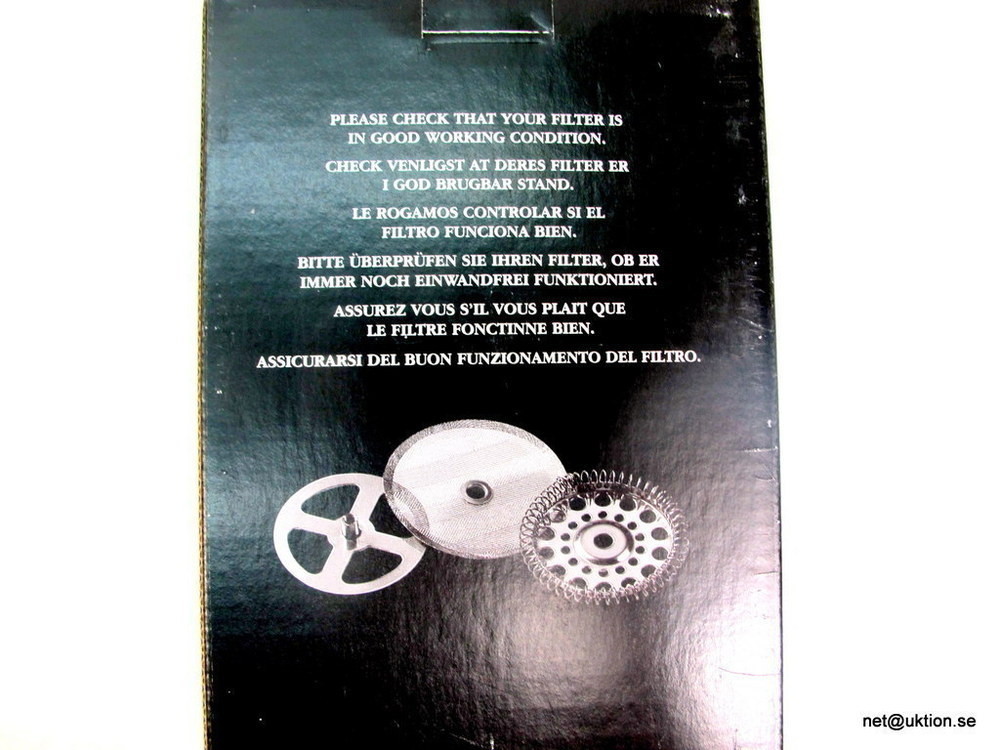 PLEASE CHECK THAT YOUR FILTER IS
IN GOOD WORKING CONDITION.
CHECK VENLIGST AT DERES FILTER ER
I GOD BRUGBAR STAND.
LE ROGAMOS CONTROLAR SI EL
FILTRO FUNCIONA BIEN.
BITTE ÜBERPRÜFEN SIE IHREN FILTER, OB ER
IMMER NOCH EINWANDFREI FUNKTIONIERT.
ASSUREZ VOUS S'IL VOUS PLAIT QUE
LE FILTRE FONCTINNE BIEN.
ASSICURARSI DEL BUON FUNZIONAMENTO DEL FILTRO.
net@uktion.se